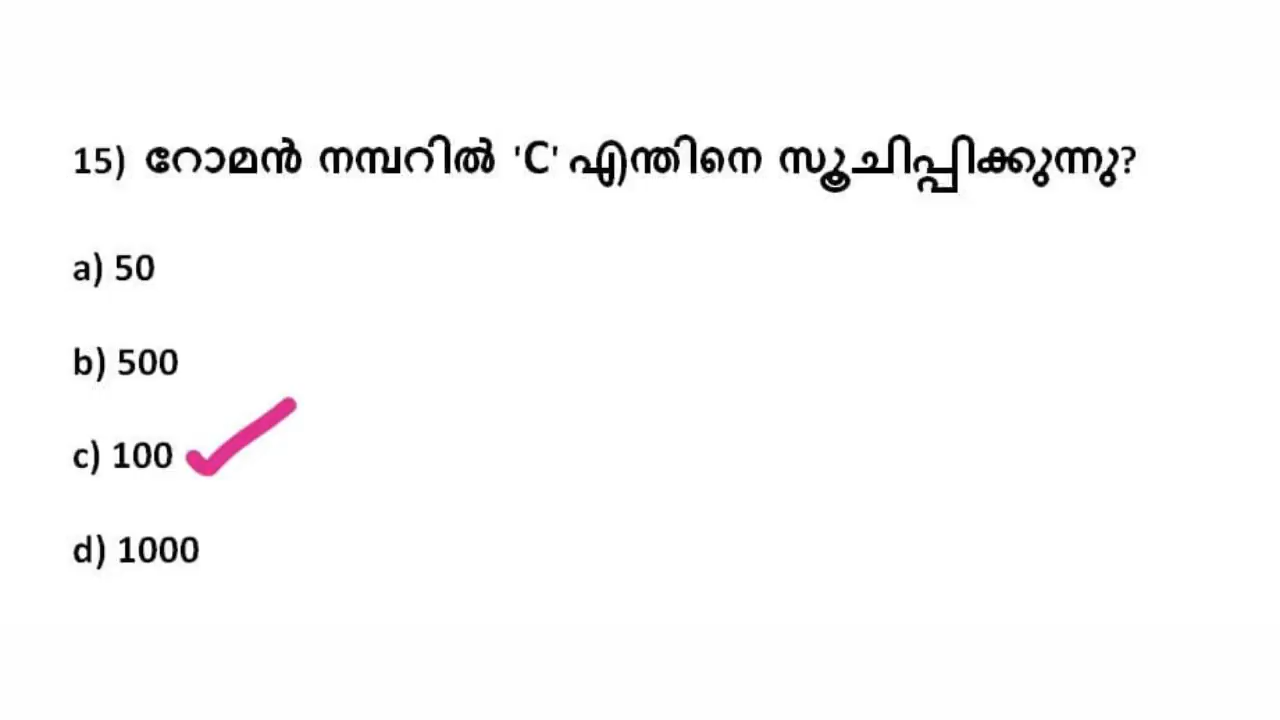 15) റോമൻ നമ്പറിൽ 'C' എന്തിനെ സൂചിപ്പിക്കുന്നു?
a) 50
b) 500
c) 100
d) 1000